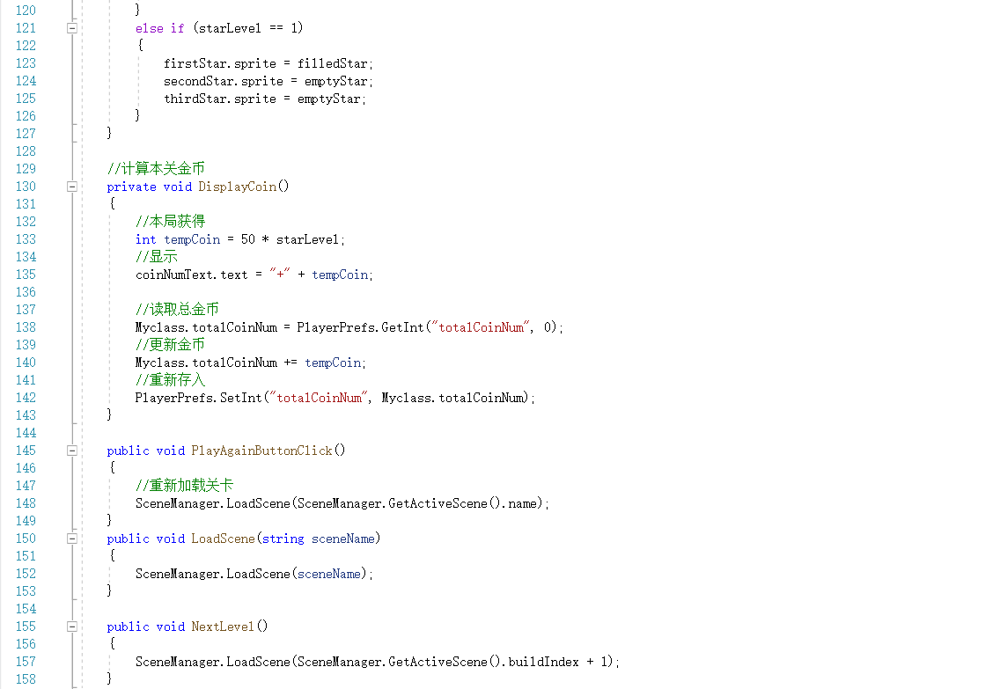 120 }
121 else if (starLevel == 1)
122 {
123 firstStar.sprite = filledStar;
124 secondStar.sprite = emptyStar;
125 thirdStar.sprite = emptyStar;
126 }
127 }
128
129 //计算本关金币
130 private void DisplayCoin()
131 {
132 //本局获得
133 int tempCoin = 50 * starLevel;
134 //显示
135 coinNumText.text = "+" + tempCoin;
136
137 //读取总金币
138 Myclass.totalCoinNum = PlayerPrefs.GetInt("totalCoinNum", 0);
139 //更新金币
140 Myclass.totalCoinNum += tempCoin;
141 //重新存入
142 PlayerPrefs.SetInt("totalCoinNum", Myclass.totalCoinNum);
143 }
144
145 public void PlayAgainButtonClick()
146 {
147 //重新加载关卡
148 SceneManager.LoadScene(SceneManager.GetActiveScene().name);
149 }
150 public void LoadScene(string sceneName)
151 {
152 SceneManager.LoadScene(sceneName);
153 }
154
155 public void NextLevel()
156 {
157 SceneManager.LoadScene(SceneManager.GetActiveScene().buildIndex + 1);
158 }